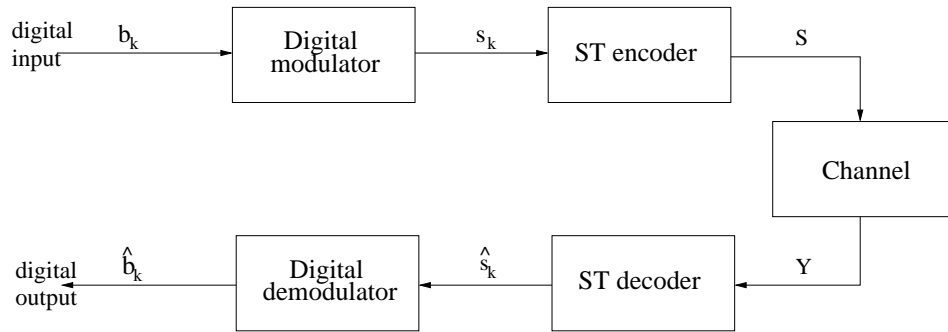 digital
input
b_k
Digital
modulator
s_k
ST encoder
S
Channel
Y
ST decoder
ŝ_k
Digital
demodulator
b̂_k
digital
output